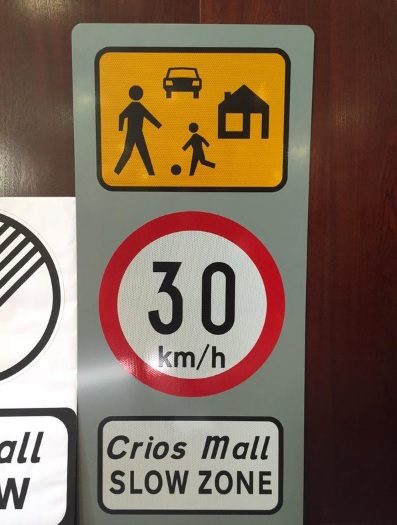 30
km/h
Crios Mall
SLOW ZONE
all
W